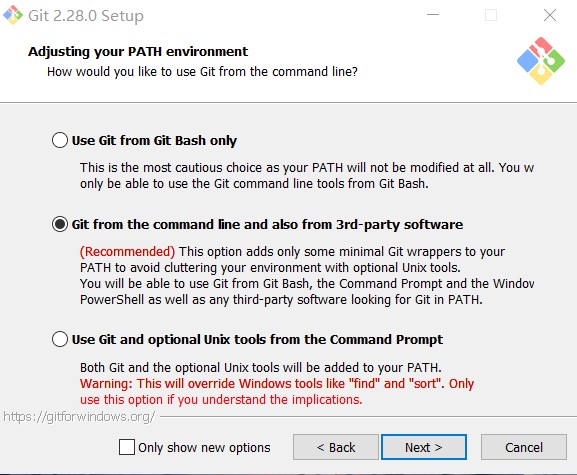 Git 2.28.0 Setup
Adjusting your PATH environment
How would you like to use Git from the command line?
Use Git from Git Bash only
This is the most cautious choice as your PATH will not be modified at all. You w
only be able to use the Git command line tools from Git Bash.
Git from the command line and also from 3rd-party software
(Recommended) This option adds only some minimal Git wrappers to your
PATH to avoid cluttering your environment with optional Unix tools.
You will be able to use Git from Git Bash, the Command Prompt and the Window
PowerShell as well as any third-party software looking for Git in PATH.
Use Git and optional Unix tools from the Command Prompt
Both Git and the optional Unix tools will be added to your PATH.
Warning: This will override Windows tools like "find" and "sort". Only
use this option if you understand the implications.
https://gitforwindows.org/
Only show new options
< Back
Next >
Cancel